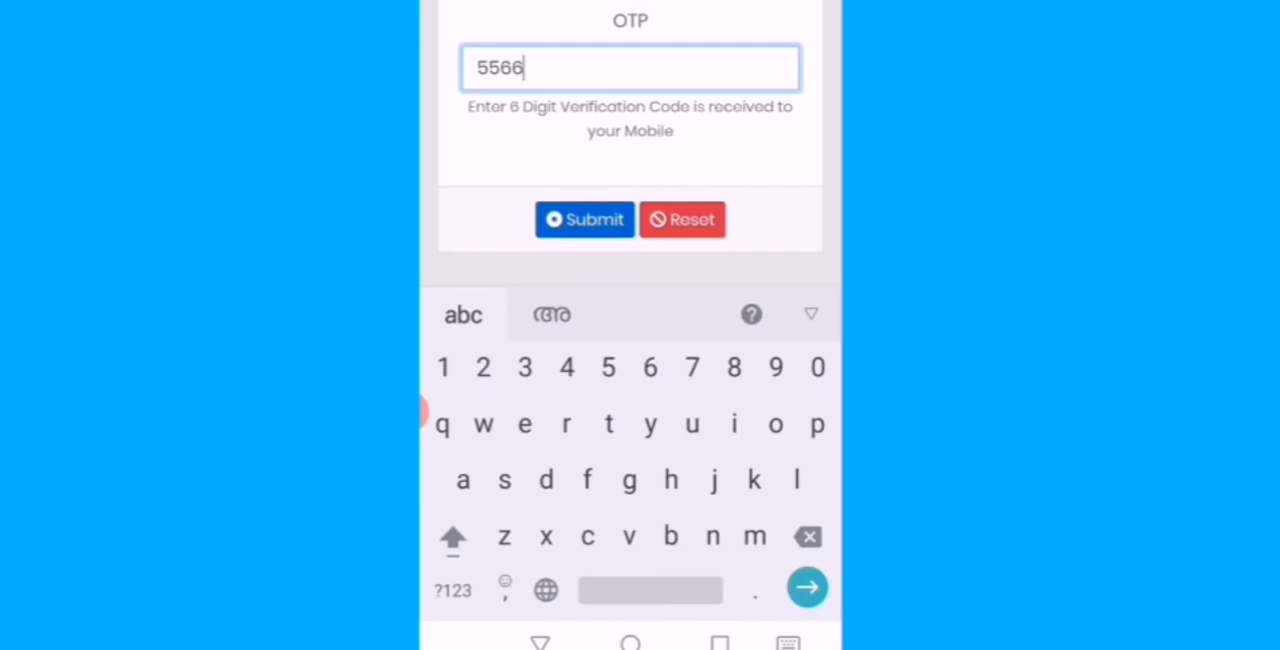 OTP
5566
Enter 6 Digit Verification Code is received to
your Mobile
Submit Reset
abc അ
1 2 3 4 5 6 7 8 9 0
q w e r t y u i o p
a s d f g h j k l
z x c v b n m
?123 , .